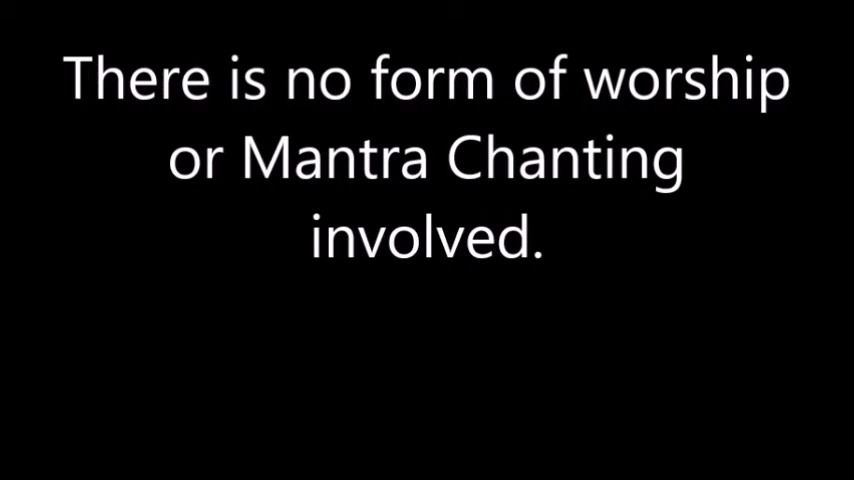 There is no form of worship
or Mantra Chanting
involved.